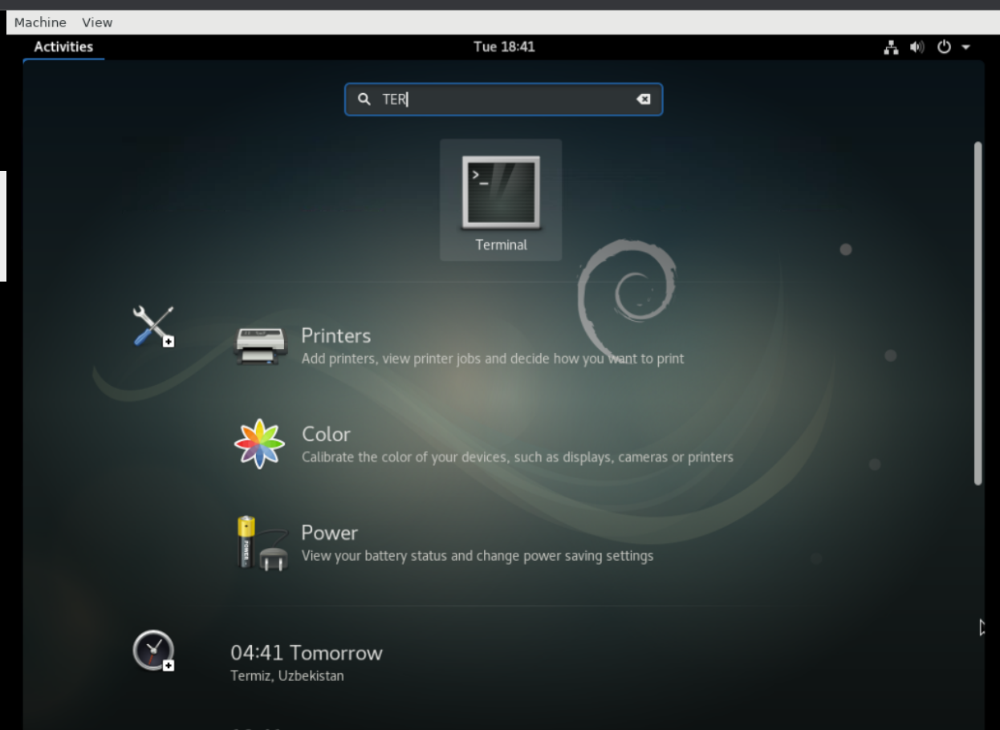 Machine View
Activities
Tue 18:41
TER
Terminal
Printers
Add printers, view printer jobs and decide how you want to print
Color
Calibrate the color of your devices, such as displays, cameras or printers
Power
View your battery status and change power saving settings
04:41 Tomorrow
Termiz, Uzbekistan